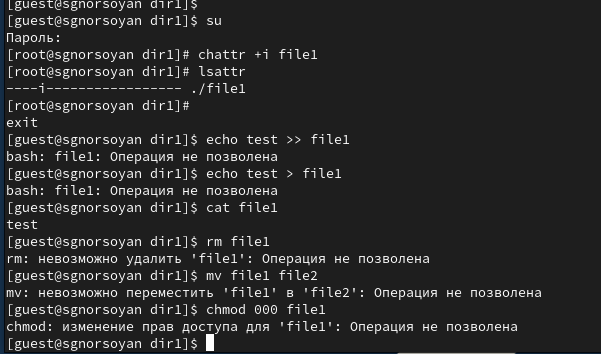 [guest@sgnorsoyan dir1]$
[guest@sgnorsoyan dir1]$ su
Пароль:
[root@sgnorsoyan dir1]# chattr +i file1
[root@sgnorsoyan dir1]# lsattr
----i----------------- ./file1
[root@sgnorsoyan dir1]#
exit
[guest@sgnorsoyan dir1]$ echo test >> file1
bash: file1: Операция не позволена
[guest@sgnorsoyan dir1]$ echo test > file1
bash: file1: Операция не позволена
[guest@sgnorsoyan dir1]$ cat file1
test
[guest@sgnorsoyan dir1]$ rm file1
rm: невозможно удалить 'file1': Операция не позволена
[guest@sgnorsoyan dir1]$ mv file1 file2
mv: невозможно переместить 'file1' в 'file2': Операция не позволена
[guest@sgnorsoyan dir1]$ chmod 000 file1
chmod: изменение прав доступа для 'file1': Операция не позволена
[guest@sgnorsoyan dir1]$